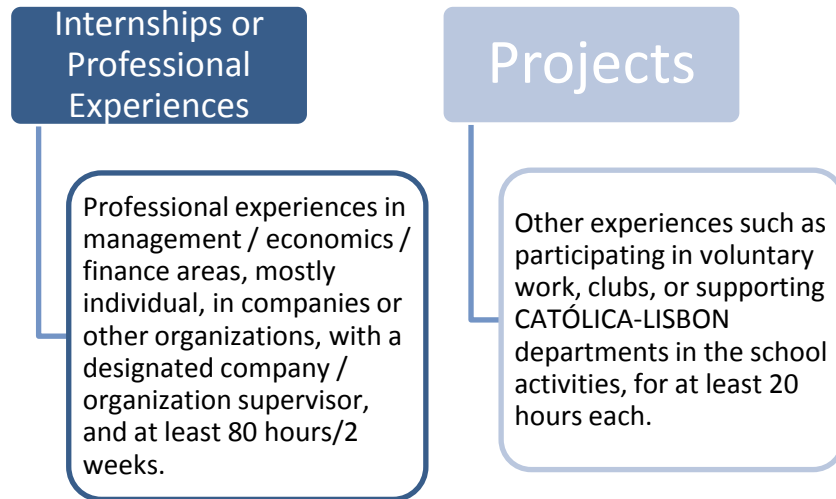 Internships or
Professional
Experiences
Professional experiences in
management / economics /
finance areas, mostly
individual, in companies or
other organizations, with a
designated company /
organization supervisor,
and at least 80 hours/2
weeks.
Projects
Other experiences such as
participating in voluntary
work, clubs, or supporting
CATÓLICA-LISBON
departments in the school
activities, for at least 20
hours each.